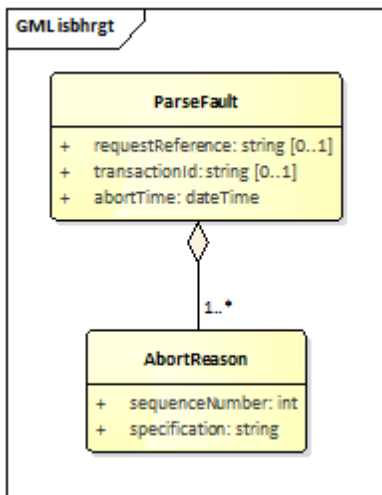 GML isbhrgt
ParseFault
+ requestReference: string [0..1]
+ transactionId: string [0..1]
+ abortTime: dateTime
1..*
AbortReason
+ sequenceNumber: int
+ specification: string